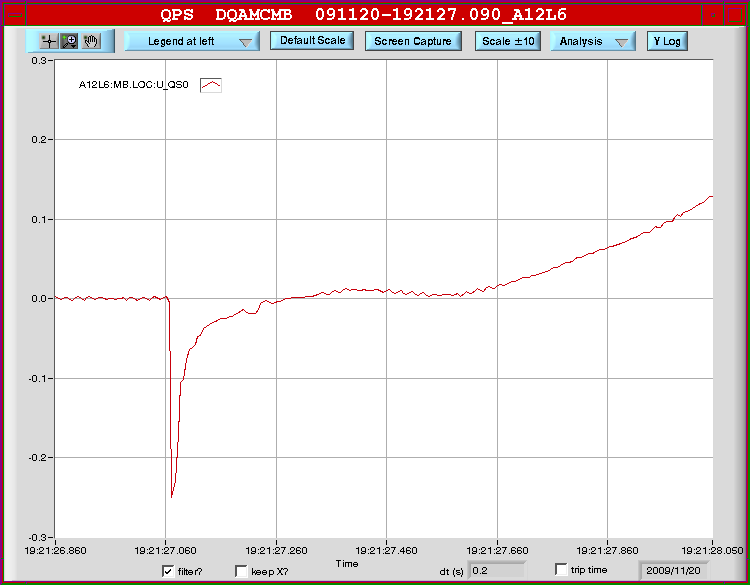 QPS DQAMCMB 091120-192127.090_A12L6
Legend at left Default Scale Screen Capture Scale ±10 Analysis Y Log
A12L6:MB.LQC:U_QS0
0.3
0.2
0.1
0.0
-0.1
-0.2
-0.3
19:21:26.860 19:21:27.060 19:21:27.260 19:21:27.460 19:21:27.660 19:21:27.860 19:21:28.050
Time
filter? keep X? dt (s) 0.2 trip time 2009/11/20